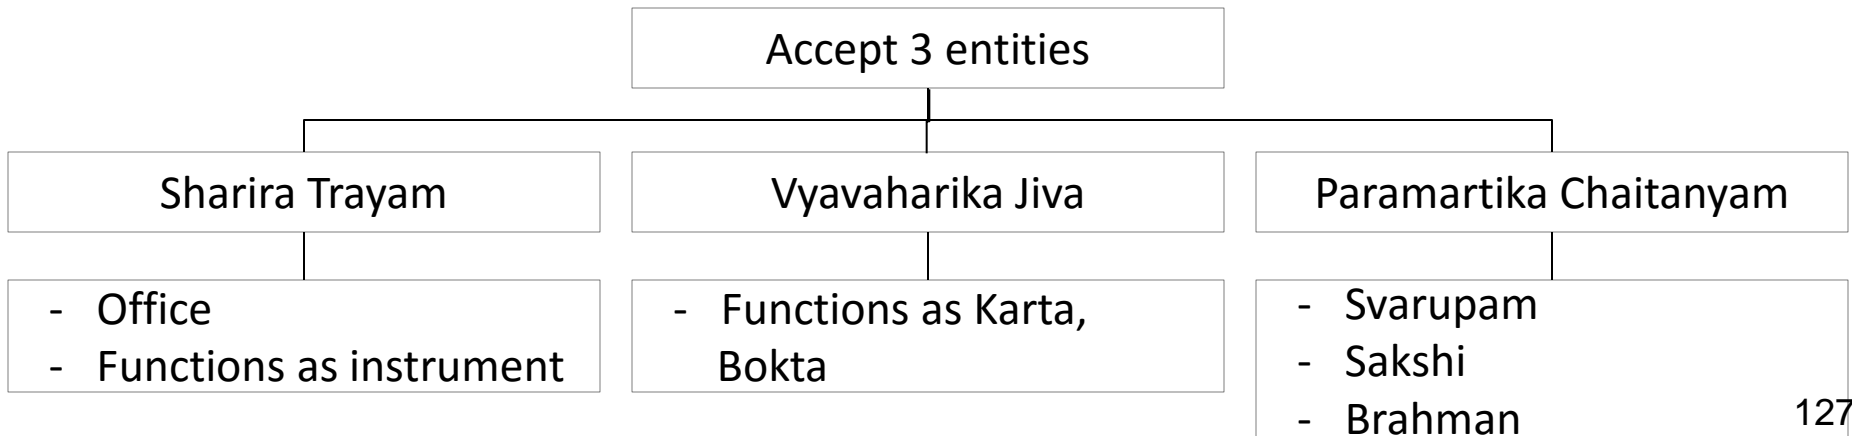 Accept 3 entities
Sharira Trayam
Vyavaharika Jiva
Paramartika Chaitanyam
- Office
- Functions as instrument
- Functions as Karta,
Bokta
- Svarupam
- Sakshi
- Brahman
127